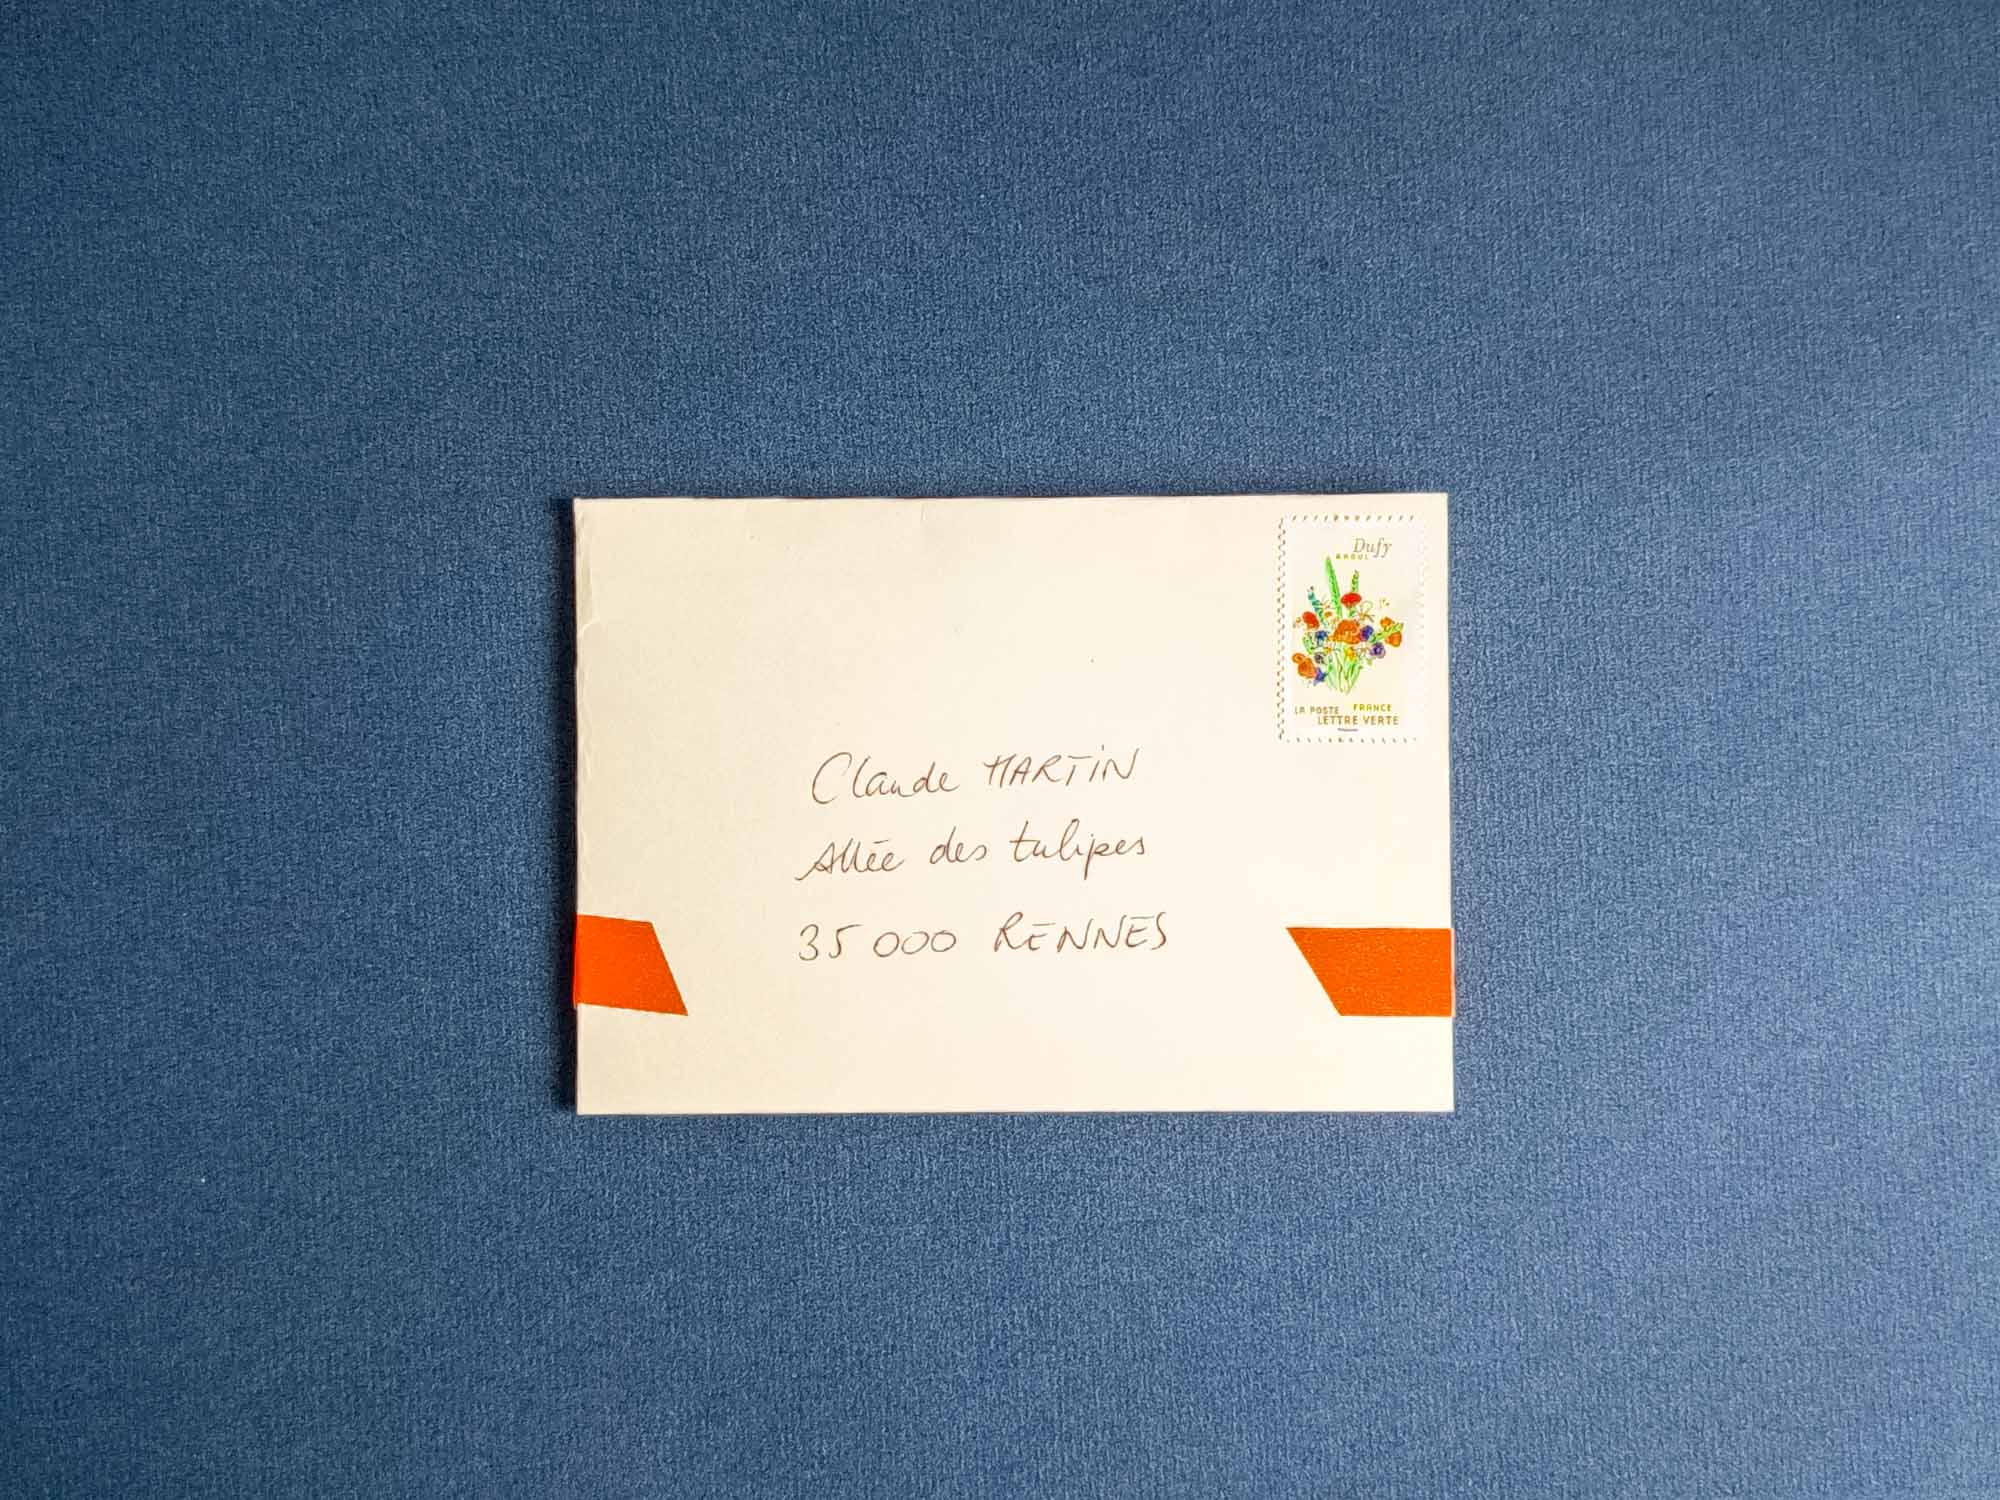 Dufy
RAOUL
LA POSTE FRANCE
LETTRE VERTE
Claude MARTIN
Allée des tulipes
35 000 RENNES